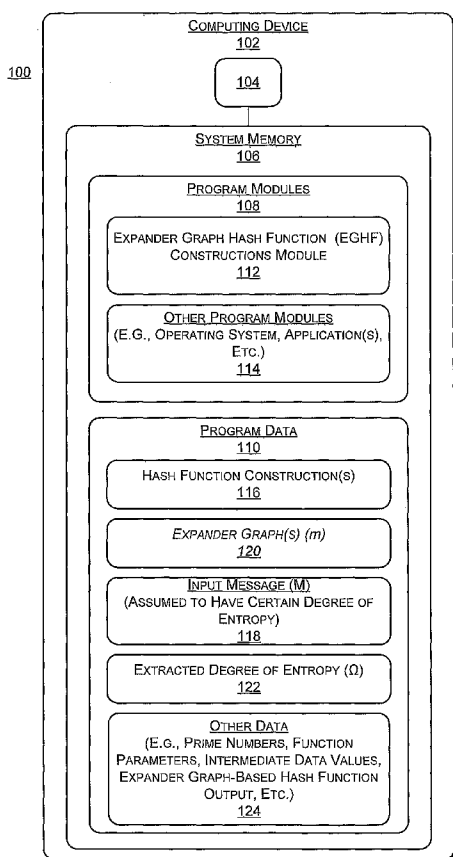 COMPUTING DEVICE
102
100
104
SYSTEM MEMORY
106
PROGRAM MODULES
108
EXPANDER GRAPH HASH FUNCTION (EGHF)
CONSTRUCTIONS MODULE
112
OTHER PROGRAM MODULES
(E.G., OPERATING SYSTEM, APPLICATION(S),
ETC.)
114
PROGRAM DATA
110
HASH FUNCTION CONSTRUCTION(S)
116
EXPANDER GRAPH(S) (m)
120
INPUT MESSAGE (M)
(ASSUMED TO HAVE CERTAIN DEGREE OF
ENTROPY)
118
EXTRACTED DEGREE OF ENTROPY (Ω)
122
OTHER DATA
(E.G., PRIME NUMBERS, FUNCTION
PARAMETERS, INTERMEDIATE DATA VALUES,
EXPANDER GRAPH-BASED HASH FUNCTION
OUTPUT, ETC.)
124